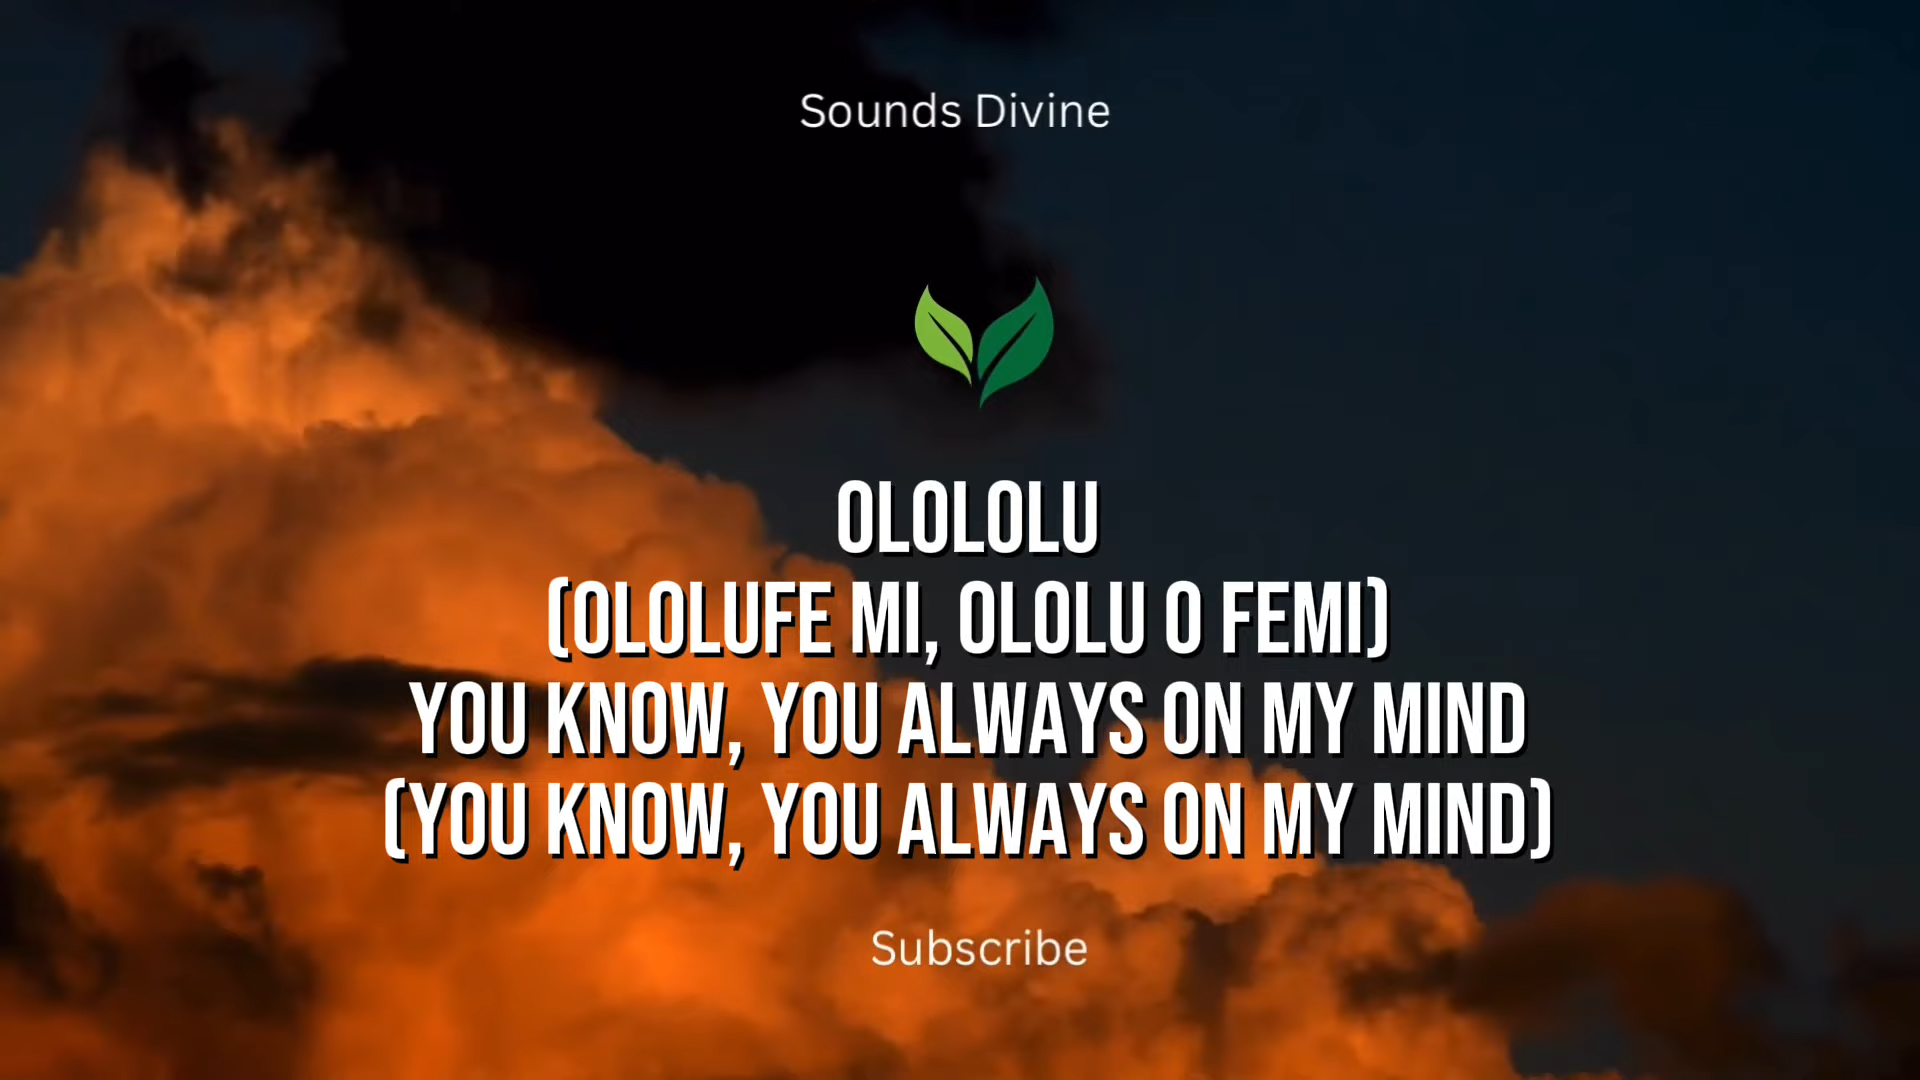 Sounds Divine
OLOLOLU
(OLOLUFE MI, OLOLU O FEMI)
YOU KNOW, YOU ALWAYS ON MY MIND
(YOU KNOW, YOU ALWAYS ON MY MIND)
Subscribe